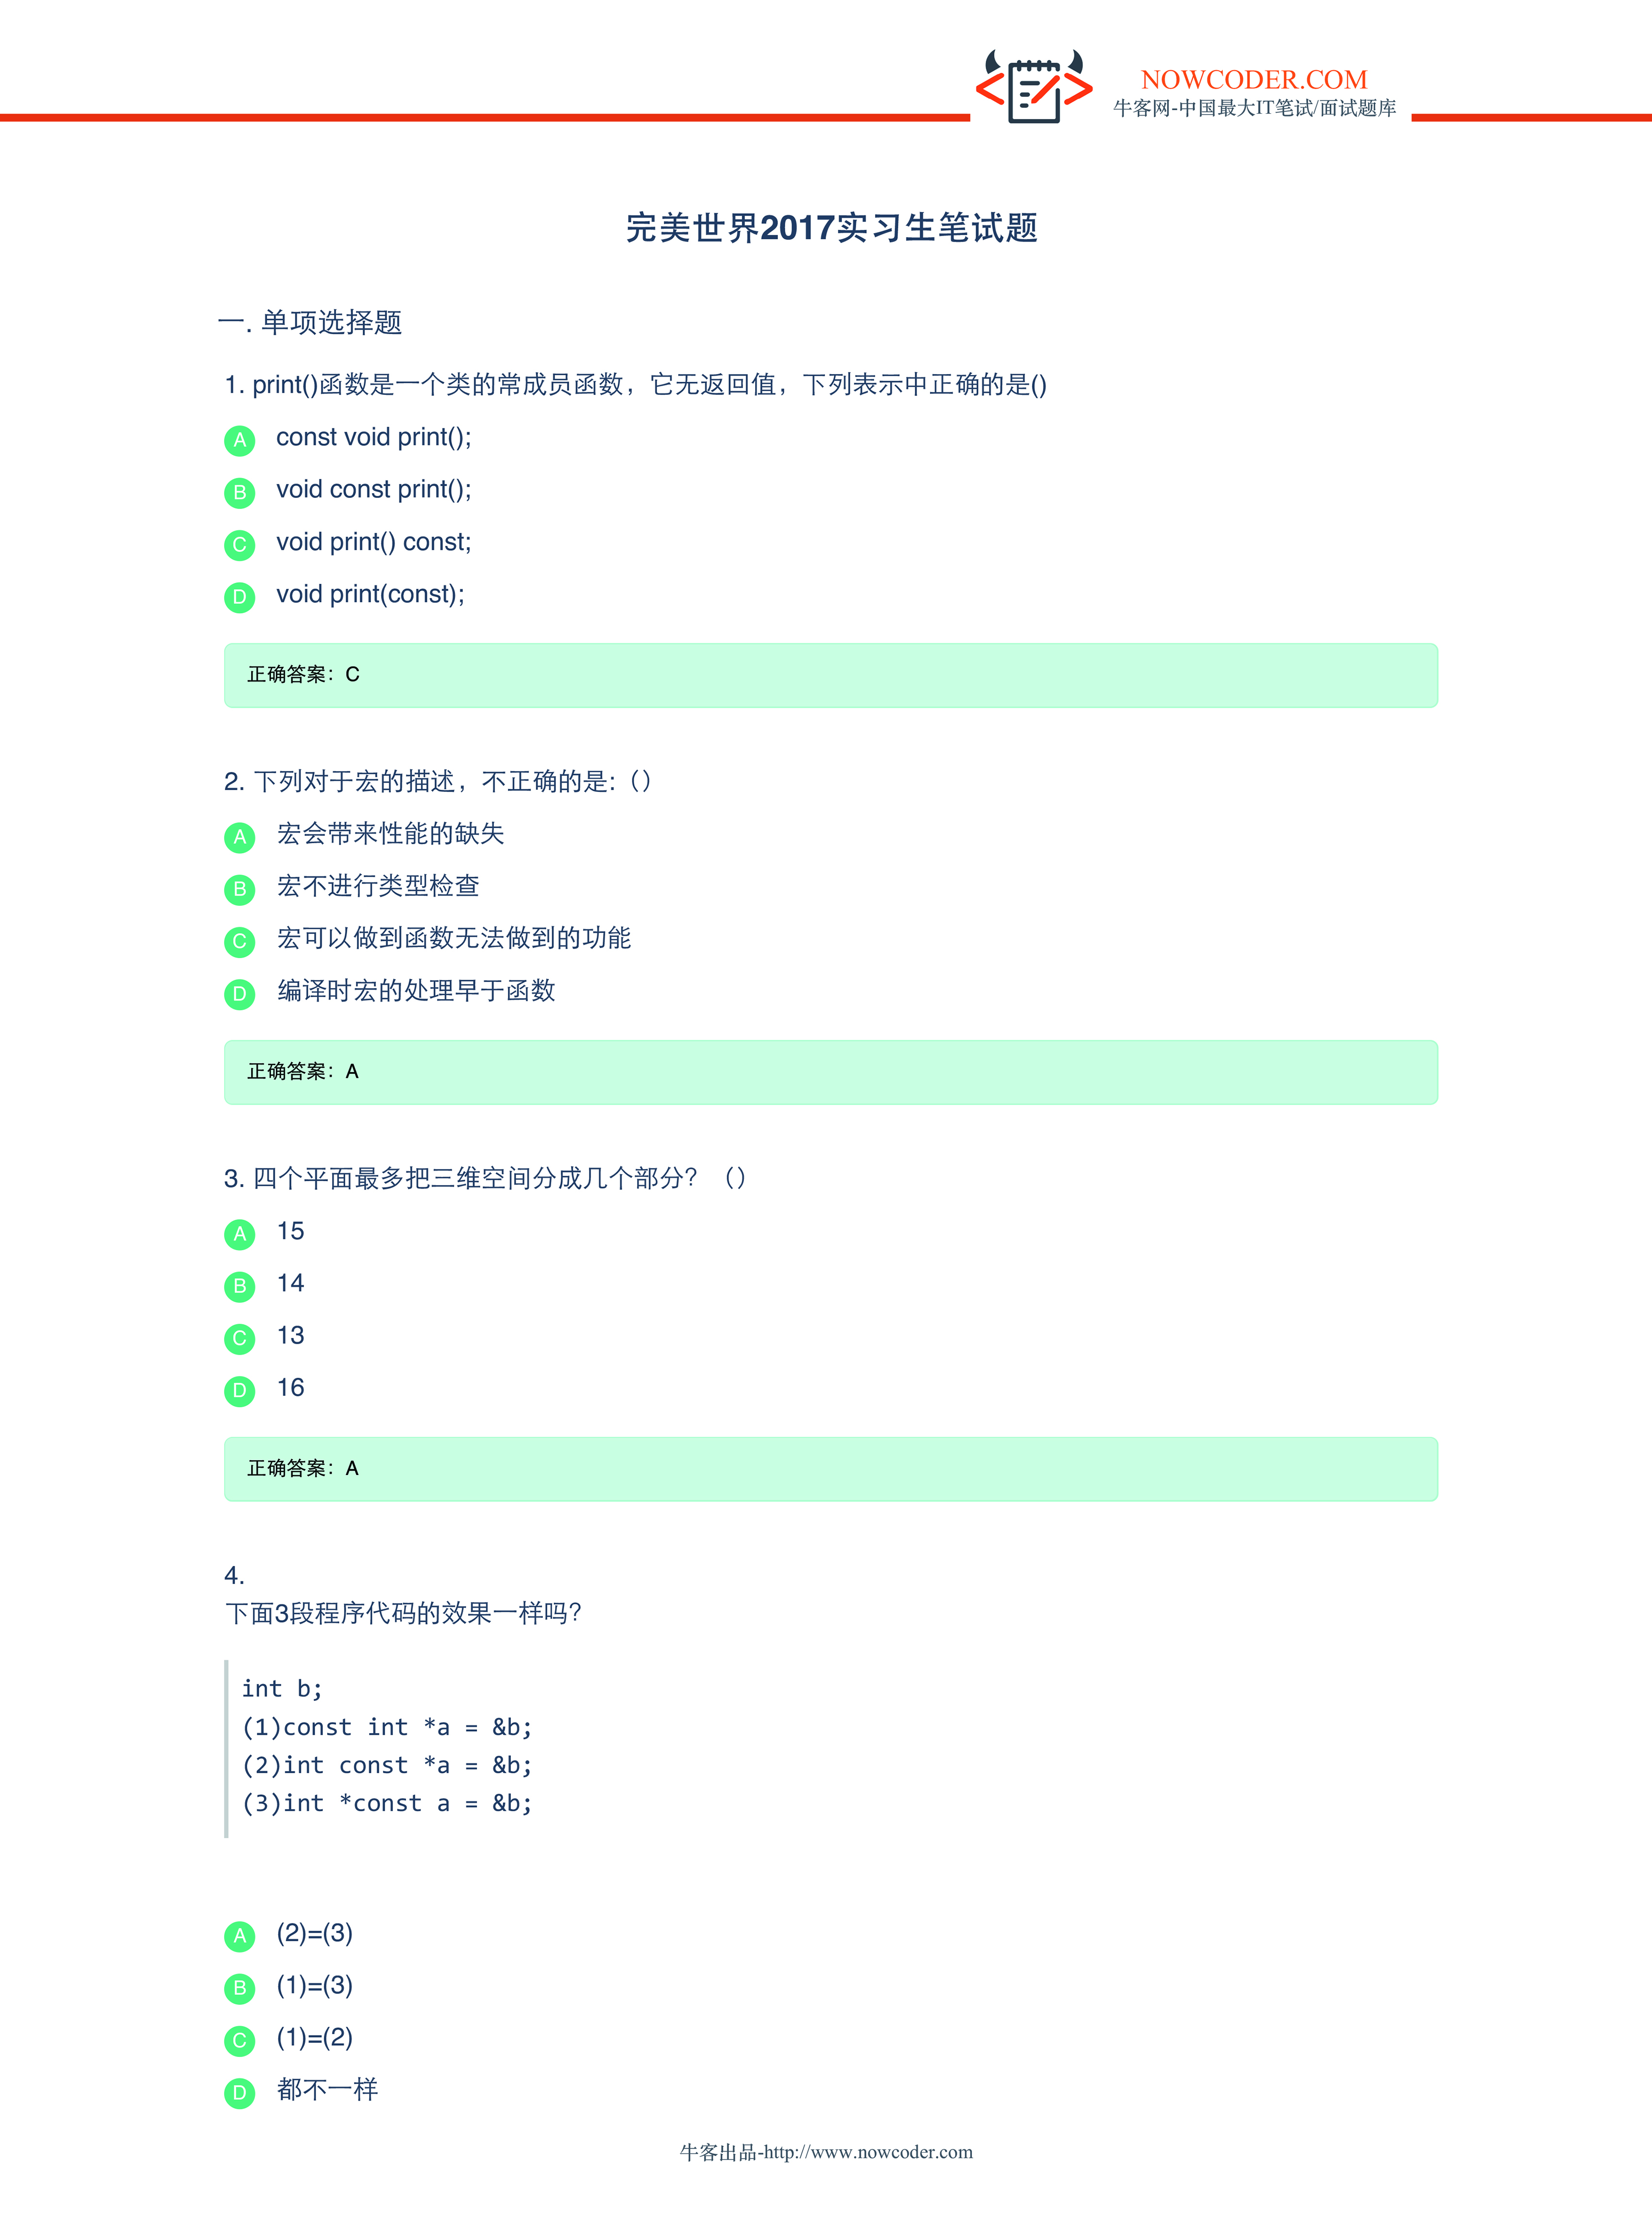 NOWCODER.COM
牛客网-中国最大IT笔试/面试题库
完美世界2017实习生笔试题
一. 单项选择题
1. print()函数是一个类的常成员函数，它无返回值，下列表示中正确的是()
A const void print();
B void const print();
C void print() const;
D void print(const);
正确答案：C
2. 下列对于宏的描述，不正确的是:（）
A 宏会带来性能的缺失
B 宏不进行类型检查
C 宏可以做到函数无法做到的功能
D 编译时宏的处理早于函数
正确答案：A
3. 四个平面最多把三维空间分成几个部分？（）
A 15
B 14
C 13
D 16
正确答案：A
4.
下面3段程序代码的效果一样吗？
int b;
(1)const int *a = &b;
(2)int const *a = &b;
(3)int *const a = &b;
A (2)=(3)
B (1)=(3)
C (1)=(2)
D 都不一样
牛客出品-http://www.nowcoder.com